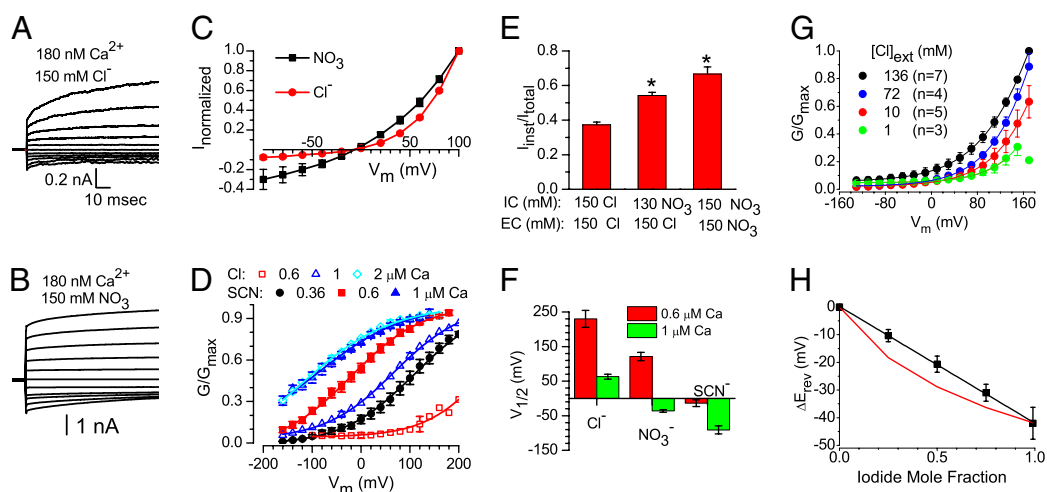 A
180 nM Ca2+
150 mM Cl-
0.2 nA
10 msec
B
180 nM Ca2+
150 mM NO3
1 nA
C
Inormalized
1.0
0.8
0.6
0.4
0.2
-0.2
-0.4
NO3
Cl-
-50 50 100
Vm (mV)
D
Cl: 0.6 1 2 μM Ca
SCN: 0.36 0.6 1 μM Ca
G/Gmax
0.9
0.6
0.3
0.0
-200 -100 0 100 200
Vm (mV)
E
Iinst/Itotal
0.8
0.6
0.4
0.2
0.0
* *
IC (mM): 150 Cl 130 NO3 150 NO3
EC (mM): 150 Cl 150 Cl 150 NO3
F
V1/2 (mV)
250
150
50
-50
-150
0.6 μM Ca
1 μM Ca
Cl-
NO3-
SCN-
G
[Cl]ext (mM)
136 (n=7)
72 (n=4)
10 (n=5)
1 (n=3)
G/Gmax
1.0
0.8
0.6
0.4
0.2
0.0
-160 -80 0 80 160
Vm (mV)
H
ΔErev (mV)
0
-10
-20
-30
-40
-50
0.0 0.5 1.0
Iodide Mole Fraction